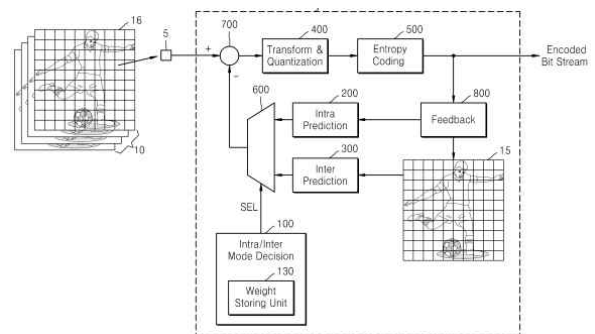 16
5
700
+
−
400
Transform &
Quantization
500
Entropy
Coding
Encoded
Bit Stream
10
600
200
Intra
Prediction
800
Feedback
300
Inter
Prediction
15
SEL
100
Intra/Inter
Mode Decision
130
Weight
Storing Unit